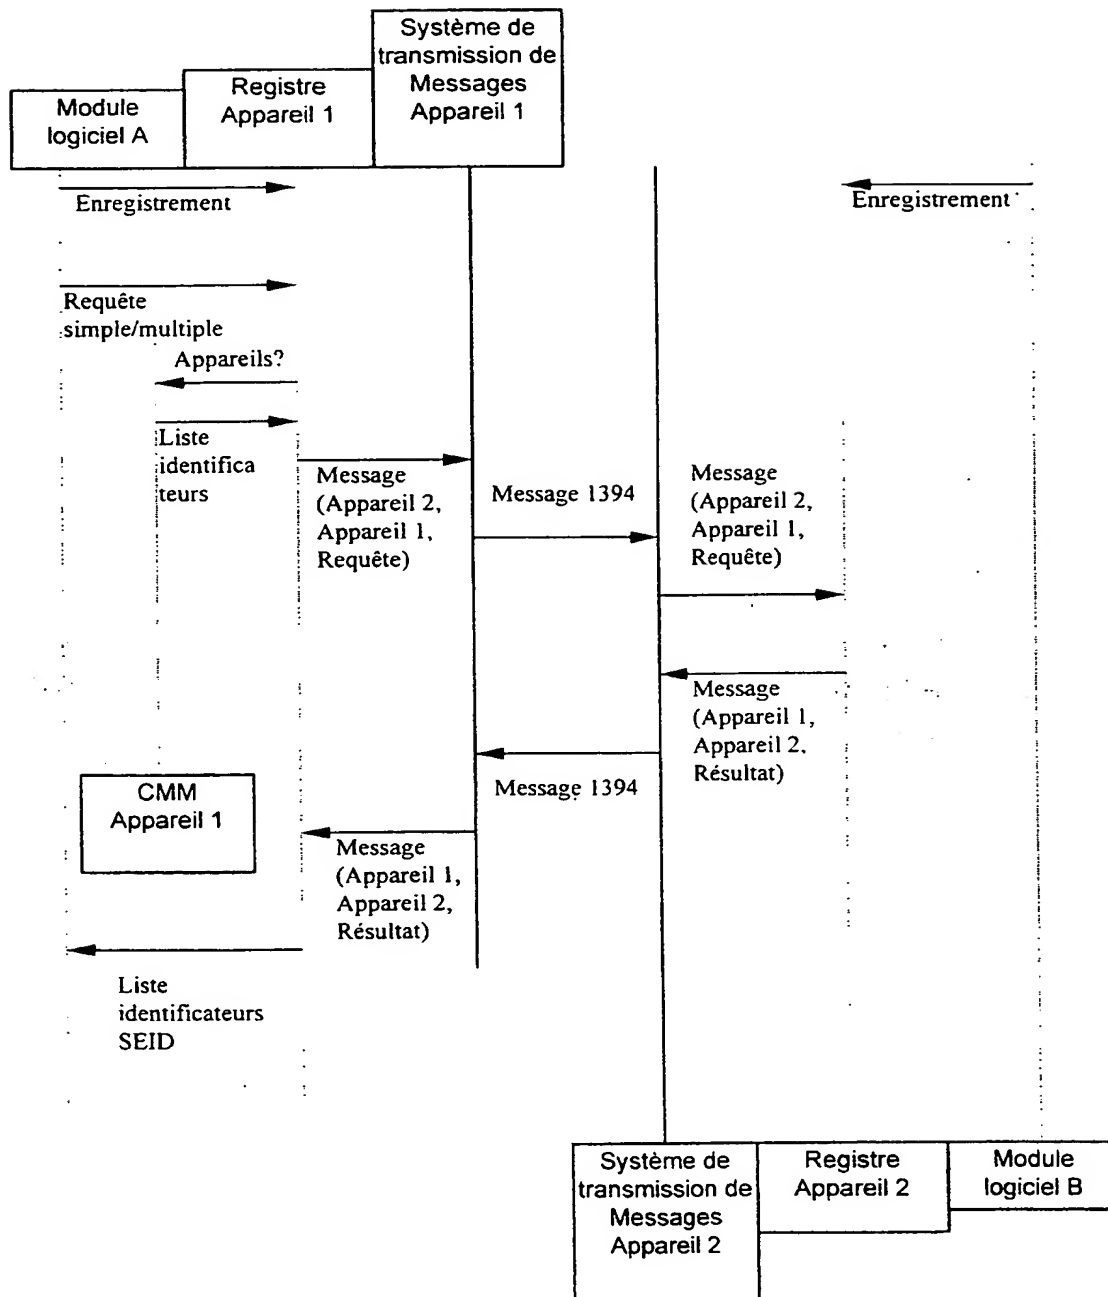 Système de
transmission de
Messages
Appareil 1
Registre
Appareil 1
Module
logiciel A
Enregistrement
Enregistrement
Requête
simple/multiple
Appareils?
Liste
identifica
teurs
Message
(Appareil 2,
Appareil 1,
Requête)
Message 1394
Message
(Appareil 2,
Appareil 1,
Requête)
Message
(Appareil 1,
Appareil 2,
Résultat)
Message 1394
CMM
Appareil 1
Message
(Appareil 1,
Appareil 2,
Résultat)
Liste
identificateurs
SEID
Système de
transmission de
Messages
Appareil 2
Registre
Appareil 2
Module
logiciel B